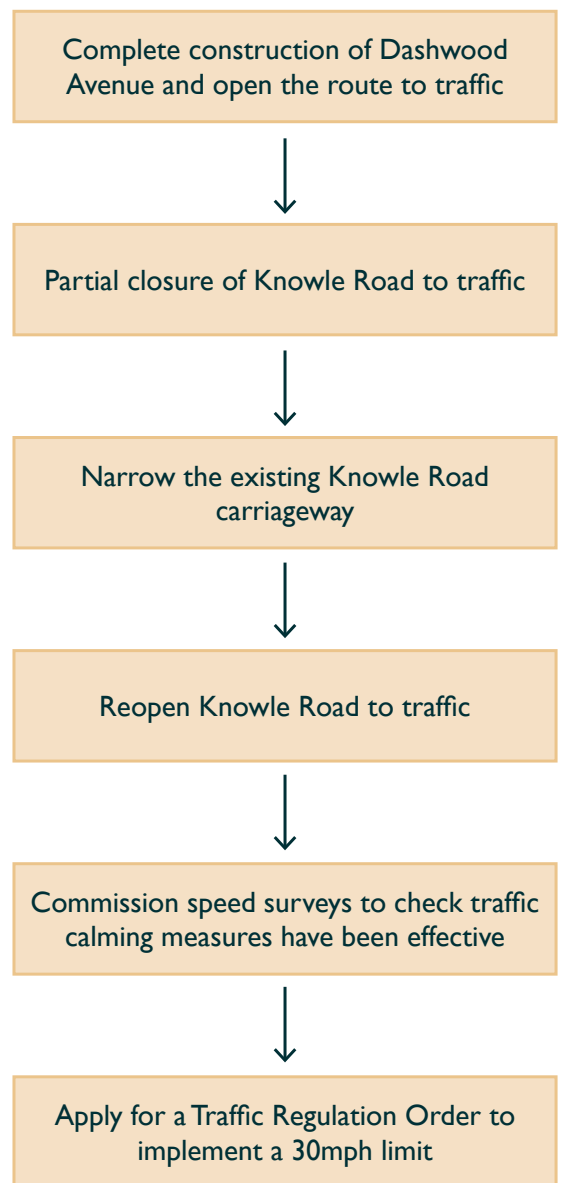 Complete construction of Dashwood
Avenue and open the route to traffic
Partial closure of Knowle Road to traffic
Narrow the existing Knowle Road
carriageway
Reopen Knowle Road to traffic
Commission speed surveys to check traffic
calming measures have been effective
Apply for a Traffic Regulation Order to
implement a 30mph limit